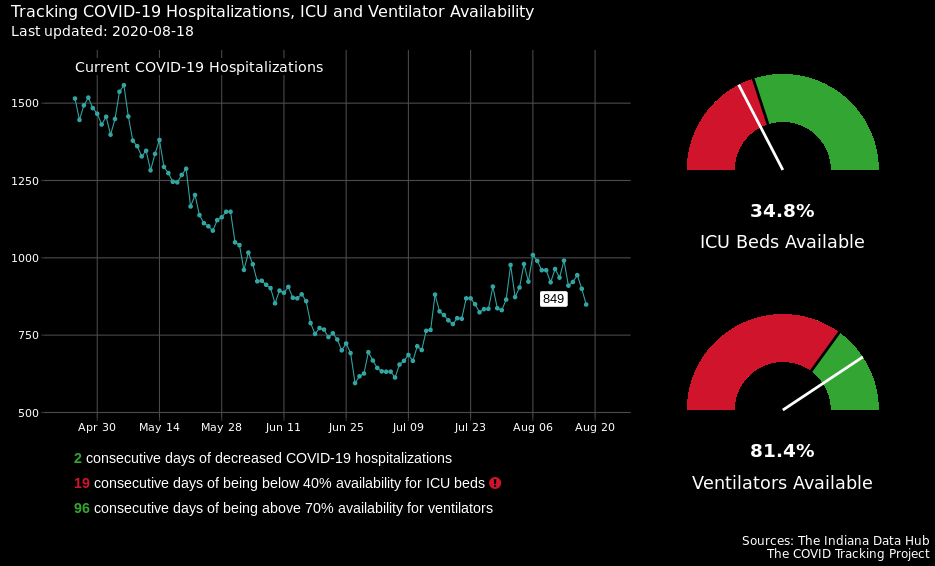 Tracking COVID-19 Hospitalizations, ICU and Ventilator Availability
Last updated: 2020-08-18
Current COVID-19 Hospitalizations
1500
1250
1000
750
500
849
Apr 30 May 14 May 28 Jun 11 Jun 25 Jul 09 Jul 23 Aug 06 Aug 20
2 consecutive days of decreased COVID-19 hospitalizations
19 consecutive days of being below 40% availability for ICU beds
96 consecutive days of being above 70% availability for ventilators
34.8%
ICU Beds Available
81.4%
Ventilators Available
Sources: The Indiana Data Hub
The COVID Tracking Project